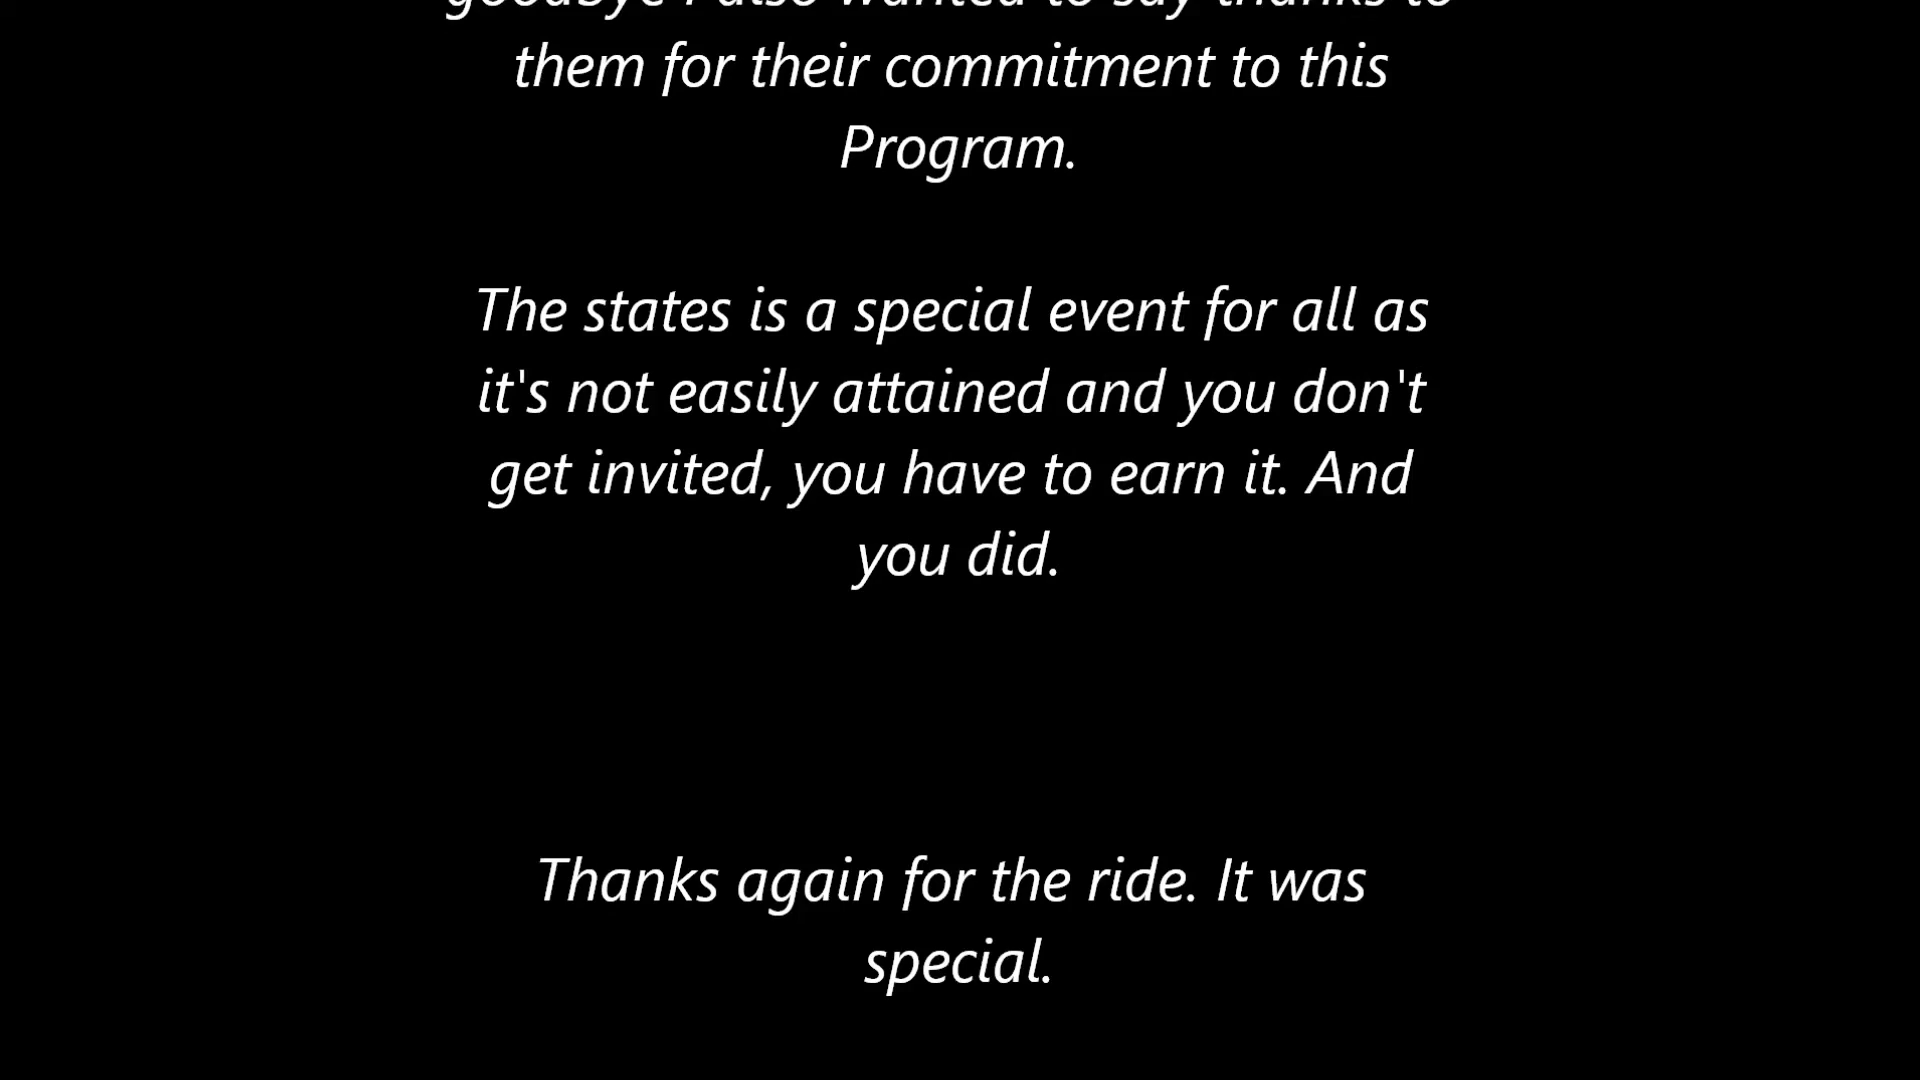 goodbye I also wanted to say thanks to
them for their commitment to this
Program.
The states is a special event for all as
it's not easily attained and you don't
get invited, you have to earn it. And
you did.
Thanks again for the ride. It was
special.